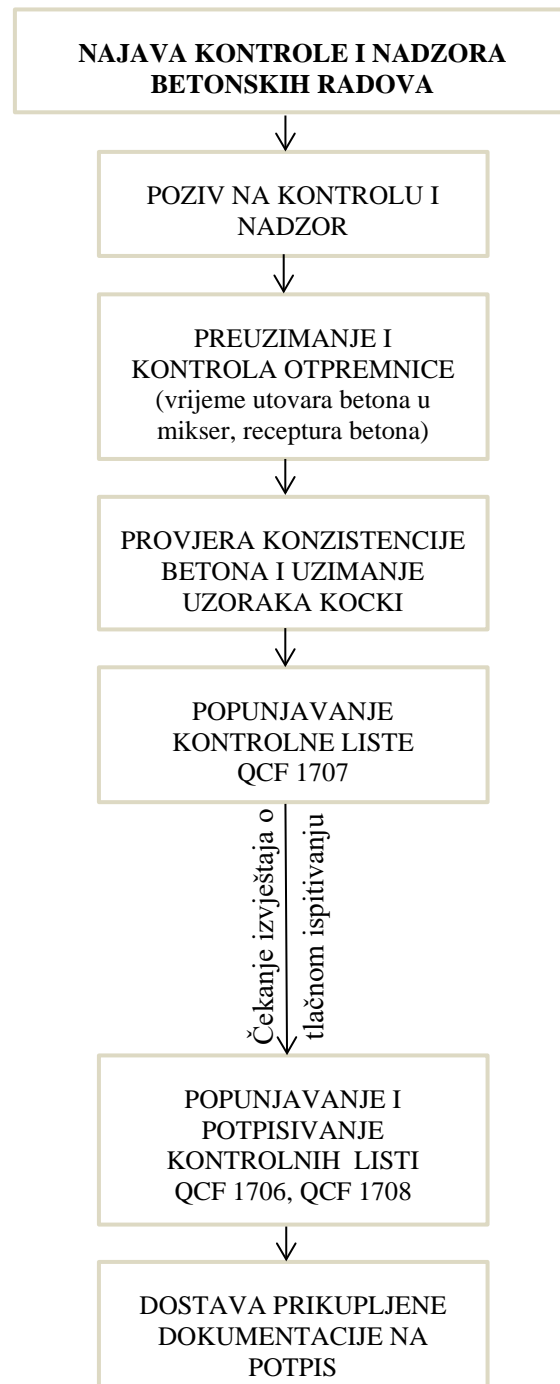 NAJAVA KONTROLE I NADZORA
BETONSKIH RADOVA
POZIV NA KONTROLU I
NADZOR
PREUZIMANJE I
KONTROLA OTPREMNICE
(vrijeme utovara betona u
mikser, receptura betona)
PROVJERA KONZISTENCIJE
BETONA I UZIMANJE
UZORAKA KOCKI
POPUNJAVANJE
KONTROLNE LISTE
QCF 1707
Čekanje izvještaja o
tlačnom ispitivanju
POPUNJAVANJE I
POTPISIVANJE
KONTROLNIH LISTI
QCF 1706, QCF 1708
DOSTAVA PRIKUPLJENE
DOKUMENTACIJE NA
POTPIS